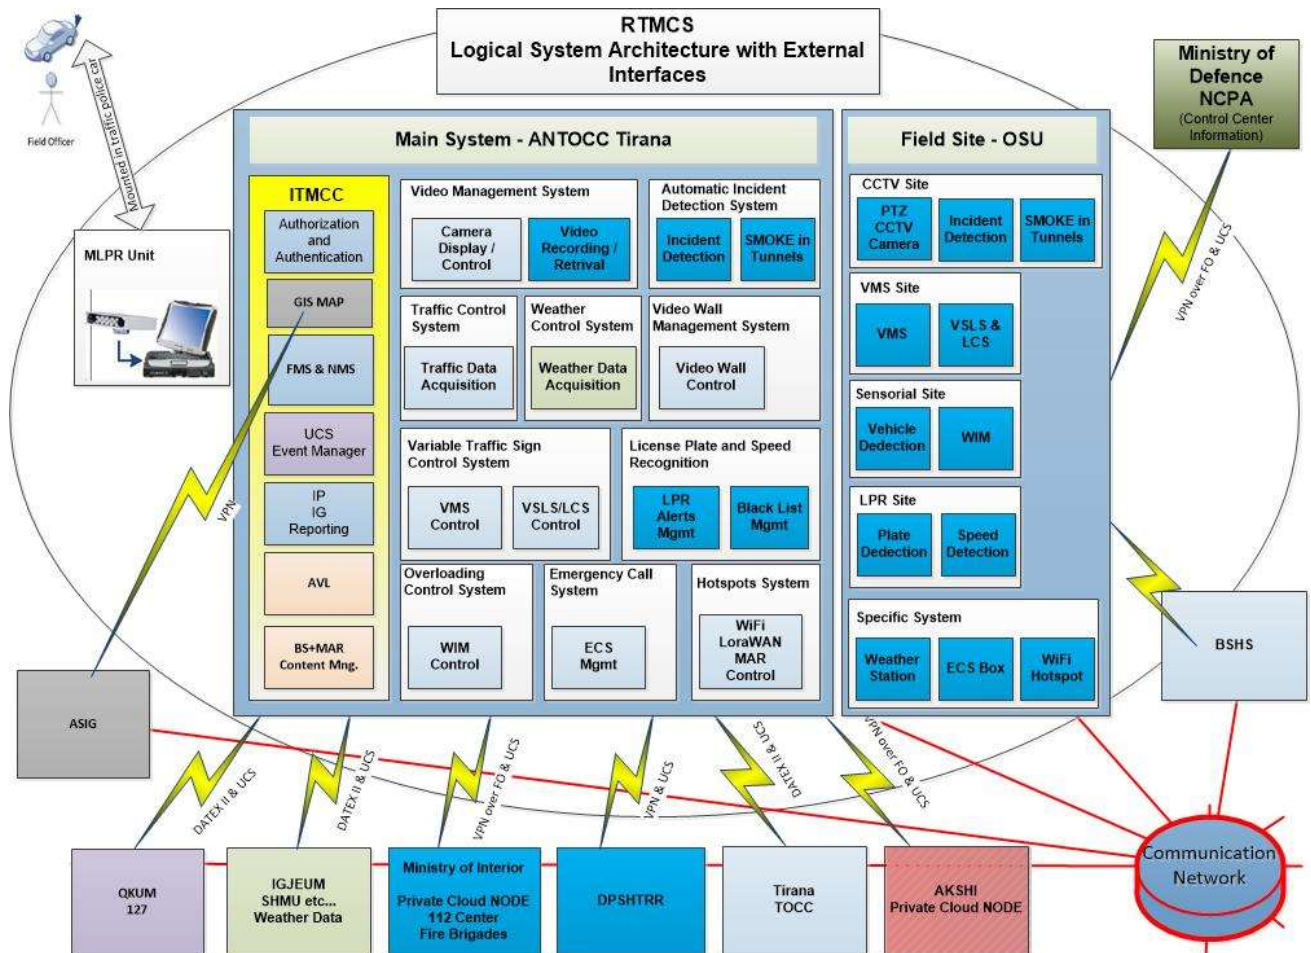 RTMCS
Logical System Architecture with External
Interfaces
Ministry of
Defence
NCPA
(Control Center
Information)
Field Officer
Mounted in traffic police car
MLPR Unit
Main System - ANTOCC Tirana
ITMCC
Authorization
and
Authentication
GIS MAP
FMS & NMS
UCS
Event Manager
IP
IG
Reporting
AVL
BS+MAR
Content Mng.
Video Management System
Camera
Display /
Control
Video
Recording /
Retrival
Automatic Incident
Detection System
Incident
Detection
SMOKE in
Tunnels
Traffic Control
System
Traffic Data
Acquisition
Weather
Control System
Weather Data
Acquisition
Video Wall
Management System
Video Wall
Control
Variable Traffic Sign
Control System
VMS
Control
VSLS/LCS
Control
License Plate and Speed
Recognition
LPR
Alerts
Mgmt
Black List
Mgmt
Overloading
Control System
WIM
Control
Emergency Call
System
ECS
Mgmt
Hotspots System
WiFi
LoraWAN
MAR
Control
Field Site - OSU
CCTV Site
PTZ
CCTV
Camera
Incident
Detection
SMOKE in
Tunnels
VMS Site
VMS
VSLS &
LCS
Sensorial Site
Vehicle
Dedection
WIM
LPR Site
Plate
Dedection
Speed
Detection
Specific System
Weather
Station
ECS Box
WiFi
Hotspot
VPN over FO & UCS
VPN
ASIG
BSHS
DATEX II & UCS
DATEX II & UCS
VPN over FO & UCS
VPN & UCS
DATEX II & UCS
VPN over FO & UCS
QKUM
127
IGJEUM
SHMU etc...
Weather Data
Ministry of Interior
Private Cloud NODE
112 Center
Fire Brigades
DPSHTRR
Tirana
TOCC
AKSHI
Private Cloud NODE
Communication
Network